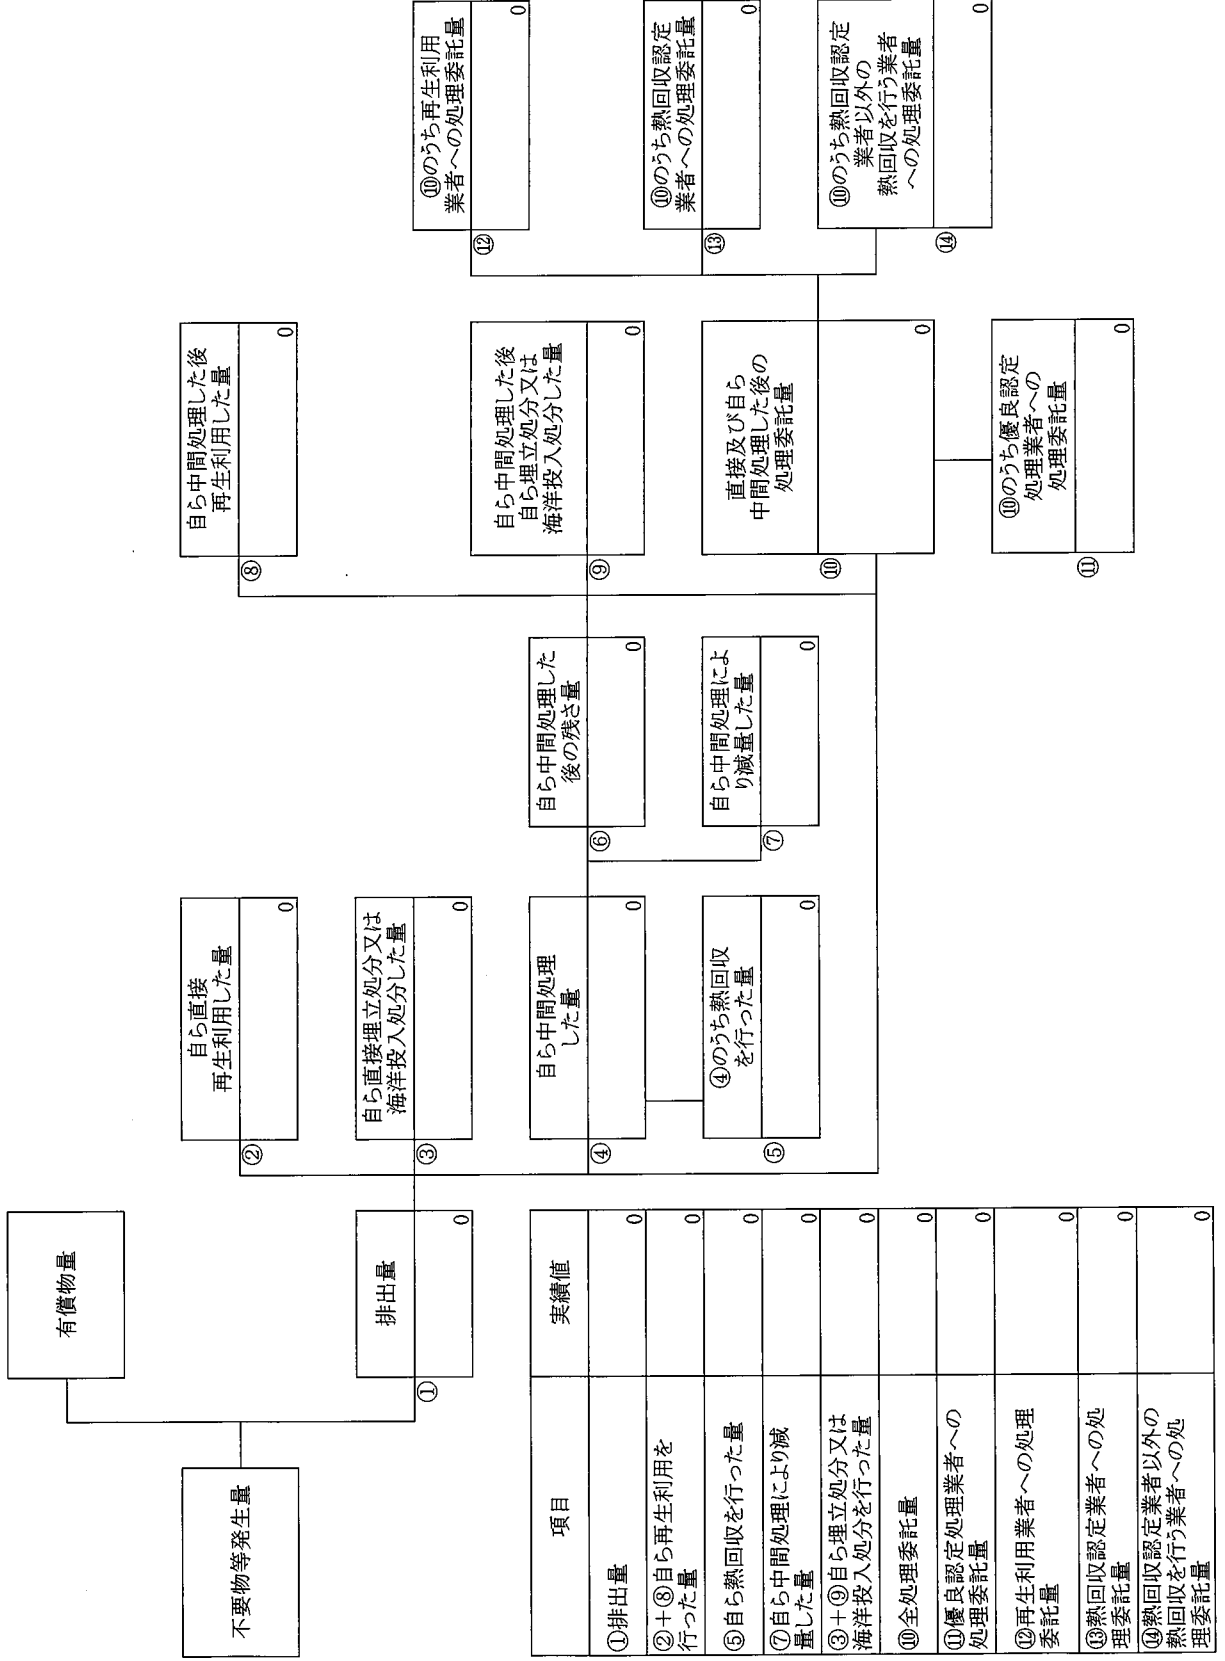 有償物量
不要物等発生量
排出量
①
0
自ら直接
再生利用した量
②
0
自ら直接埋立処分又は
海洋投入処分した量
③
0
自ら中間処理
した量
④
0
④のうち熱回収
を行った量
⑤
0
自ら中間処理した
後の残さ量
⑥
0
自ら中間処理によ
り減量した量
⑦
0
自ら中間処理した後
再生利用した量
⑧
0
自ら中間処理した後
自ら埋立処分又は
海洋投入処分した量
⑨
0
直接及び自ら
中間処理した後の
処理委託量
⑩
0
⑩のうち優良認定
処理業者への
処理委託量
⑪
0
⑩のうち再生利用
業者への処理委託量
⑫
0
⑩のうち熱回収認定
業者への処理委託量
⑬
0
⑩のうち熱回収認定
業者以外の
熱回収を行う業者
への処理委託量
⑭
0
項目
実績値
①排出量
0
②+⑧自ら再生利用を
行った量
0
⑤自ら熱回収を行った量
0
⑦自ら中間処理により減
量した量
0
③+⑨自ら埋立処分又は
海洋投入処分を行った量
0
⑩全処理委託量
0
⑪優良認定処理業者への
処理委託量
0
⑫再生利用業者への処理
委託量
0
⑬熱回収認定業者への処
理委託量
0
⑭熱回収認定業者以外の
熱回収を行う業者への処
理委託量
0